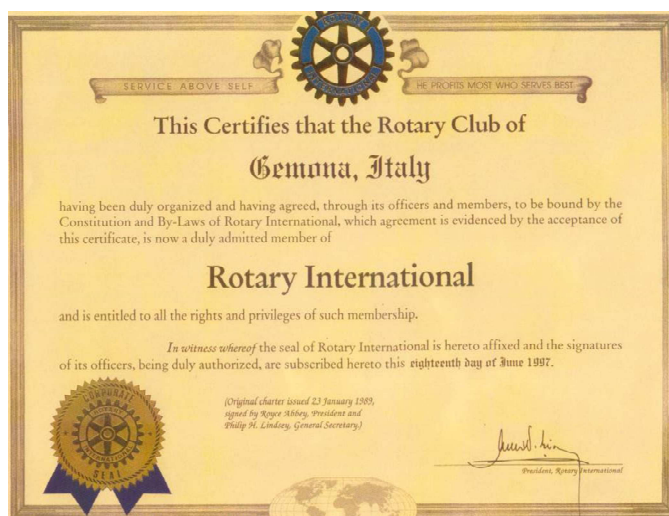 ROTARY
INTERNATIONAL
SERVICE ABOVE SELF
HE PROFITS MOST WHO SERVES BEST
This Certifies that the Rotary Club of
Gemona, Italy
having been duly organized and having agreed, through its officers and members, to be bound by the
Constitution and By-Laws of Rotary International, which agreement is evidenced by the acceptance of
this certificate, is now a duly admitted member of
Rotary International
and is entitled to all the rights and privileges of such membership.
In witness whereof the seal of Rotary International is hereto affixed and the signatures
of its officers, being duly authorized, are subscribed hereto this eighteenth day of June 1997.
(Original charter issued 23 January 1989,
signed by Royce Abbey, President and
Philip H. Lindsey, General Secretary.)
CORPORATE
ROTARY
INTERNATIONAL
SEAL
President, Rotary International